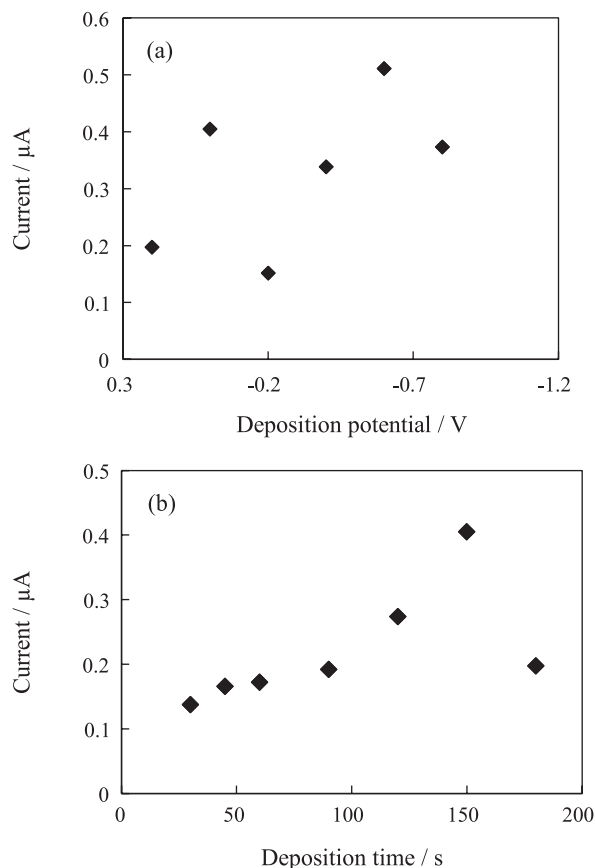 0.6
(a)
0.5
0.4
0.3
0.2
0.1
0
0.3 -0.2 -0.7 -1.2
Current / μA
Deposition potential / V
0.5
(b)
0.4
0.3
0.2
0.1
0
0 50 100 150 200
Current / μA
Deposition time / s